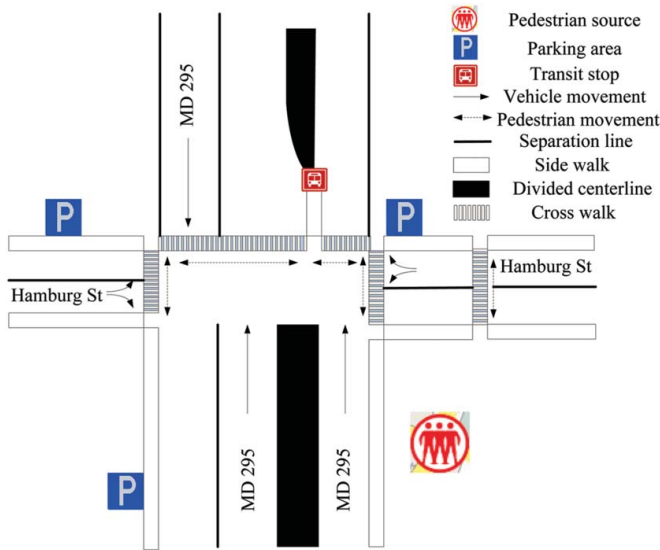 MD 295
Pedestrian source
P
Parking area
Transit stop
Vehicle movement
Pedestrian movement
Separation line
Side walk
Divided centerline
Cross walk
P
P
Hamburg St
Hamburg St
MD 295
MD 295
P